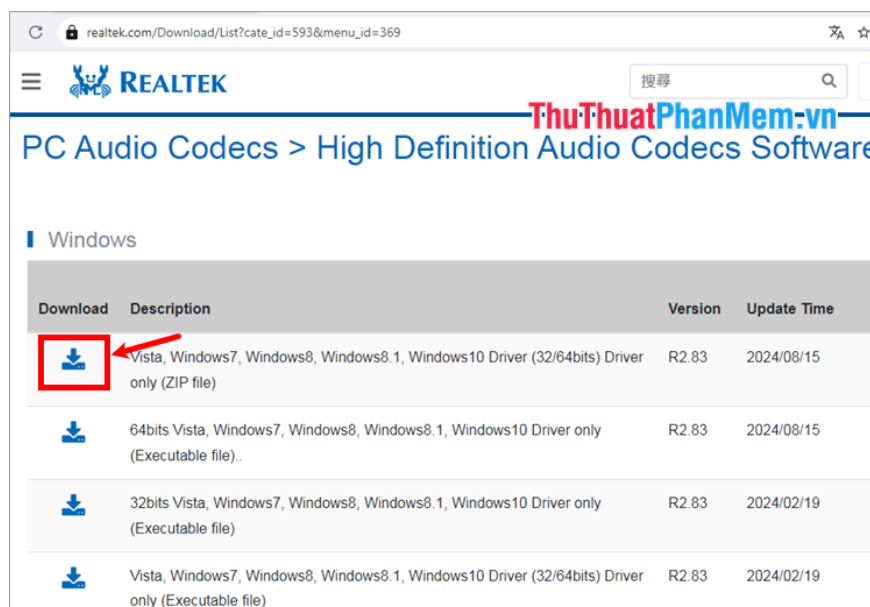 realtek.com/Download/List?cate_id=593&menu_id=369
REALTEK
搜尋
ThuThuatPhanMem.vn
PC Audio Codecs > High Definition Audio Codecs Software
Windows
Download Description Version Update Time
Vista, Windows7, Windows8, Windows8.1, Windows10 Driver (32/64bits) Driver R2.83 2024/08/15
only (ZIP file)
64bits Vista, Windows7, Windows8, Windows8.1, Windows10 Driver only R2.83 2024/08/15
(Executable file)..
32bits Vista, Windows7, Windows8, Windows8.1, Windows10 Driver only R2.83 2024/02/19
(Executable file)
Vista, Windows7, Windows8, Windows8.1, Windows10 Driver (32/64bits) Driver R2.83 2024/02/19
only (Executable file)